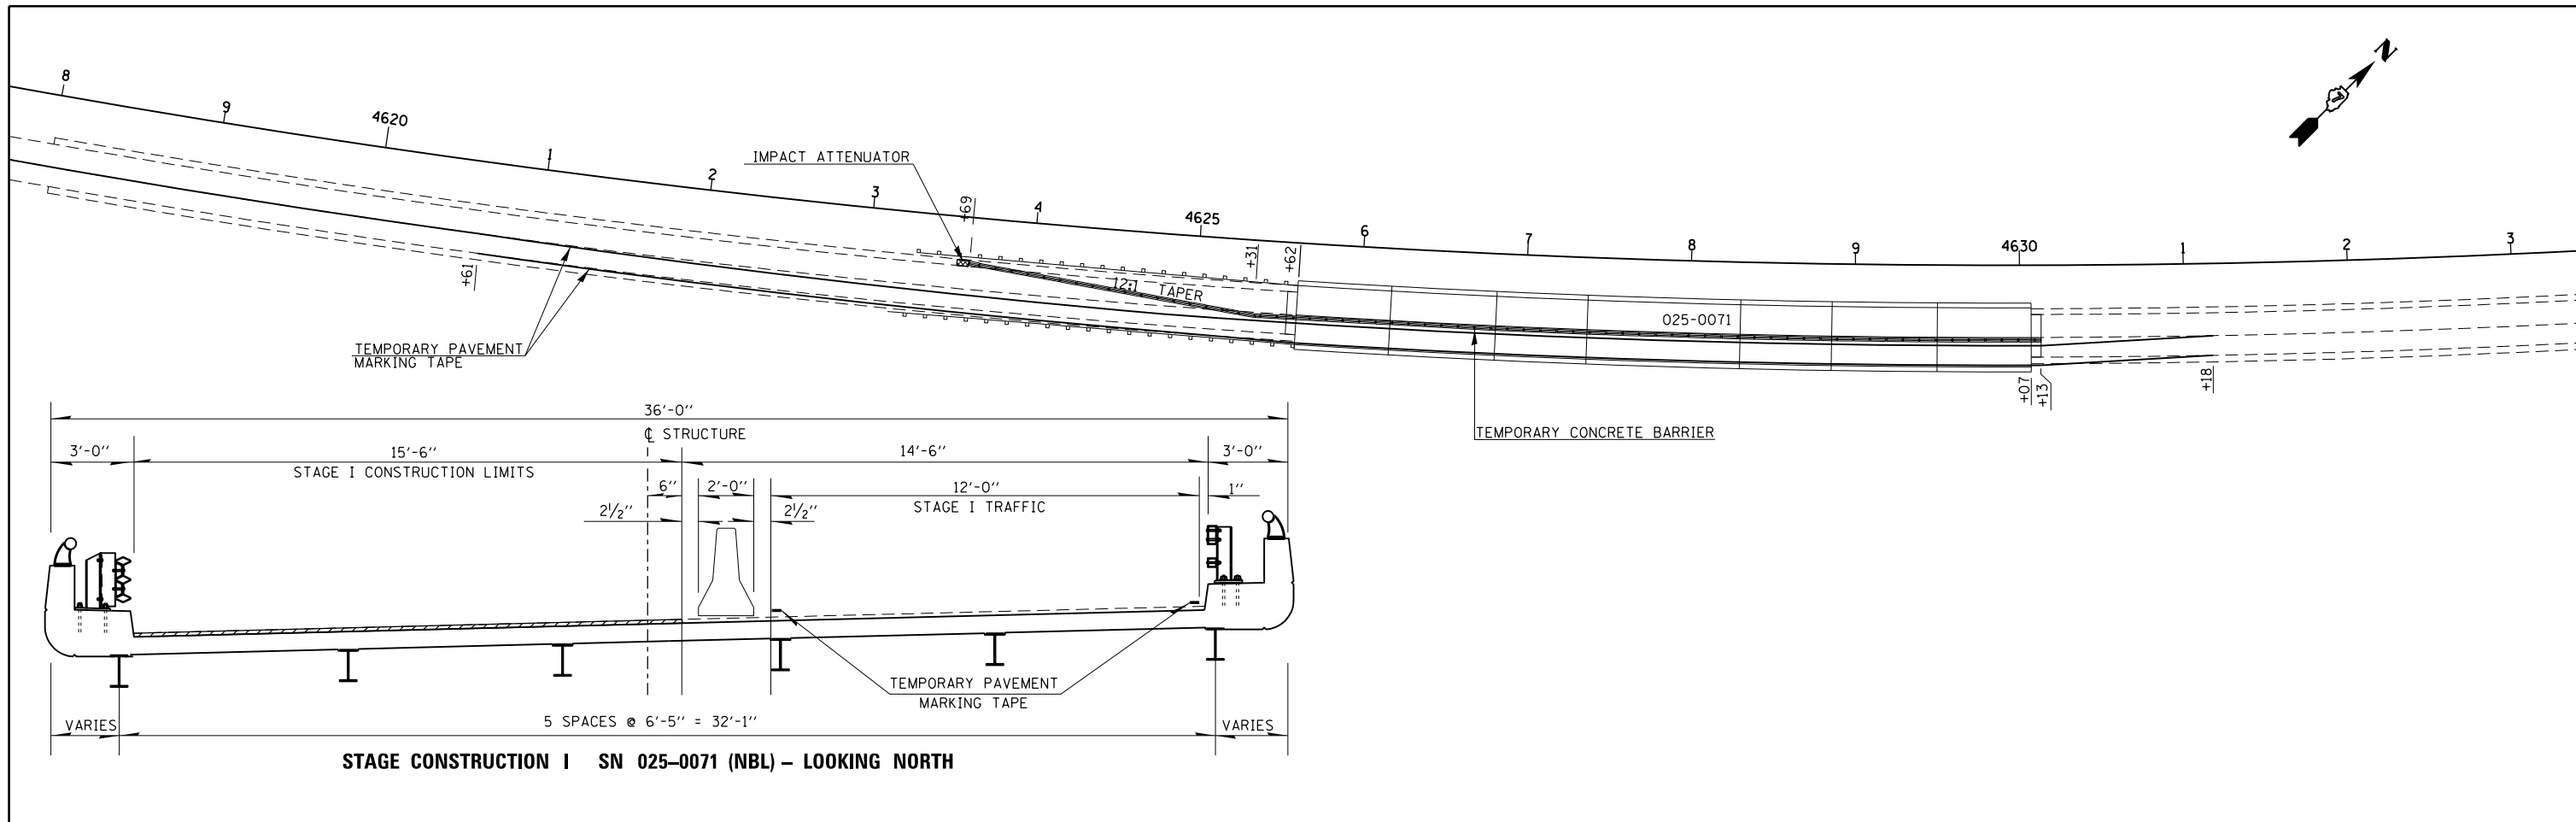 8
9
4620
1
2
3
4
4625
6
7
8
9
4630
1
2
3
N
IMPACT ATTENUATOR
+69
+31
+62
+61
12:1 TAPER
025-0071
TEMPORARY PAVEMENT
MARKING TAPE
+07
+13
+18
TEMPORARY CONCRETE BARRIER
36'-0''
℄ STRUCTURE
3'-0''
15'-6''
14'-6''
3'-0''
STAGE I CONSTRUCTION LIMITS
6''
2'-0''
12'-0''
1''
STAGE I TRAFFIC
2½''
2½''
TEMPORARY PAVEMENT
MARKING TAPE
VARIES
5 SPACES @ 6'-5'' = 32'-1''
VARIES
STAGE CONSTRUCTION I SN 025–0071 (NBL) – LOOKING NORTH